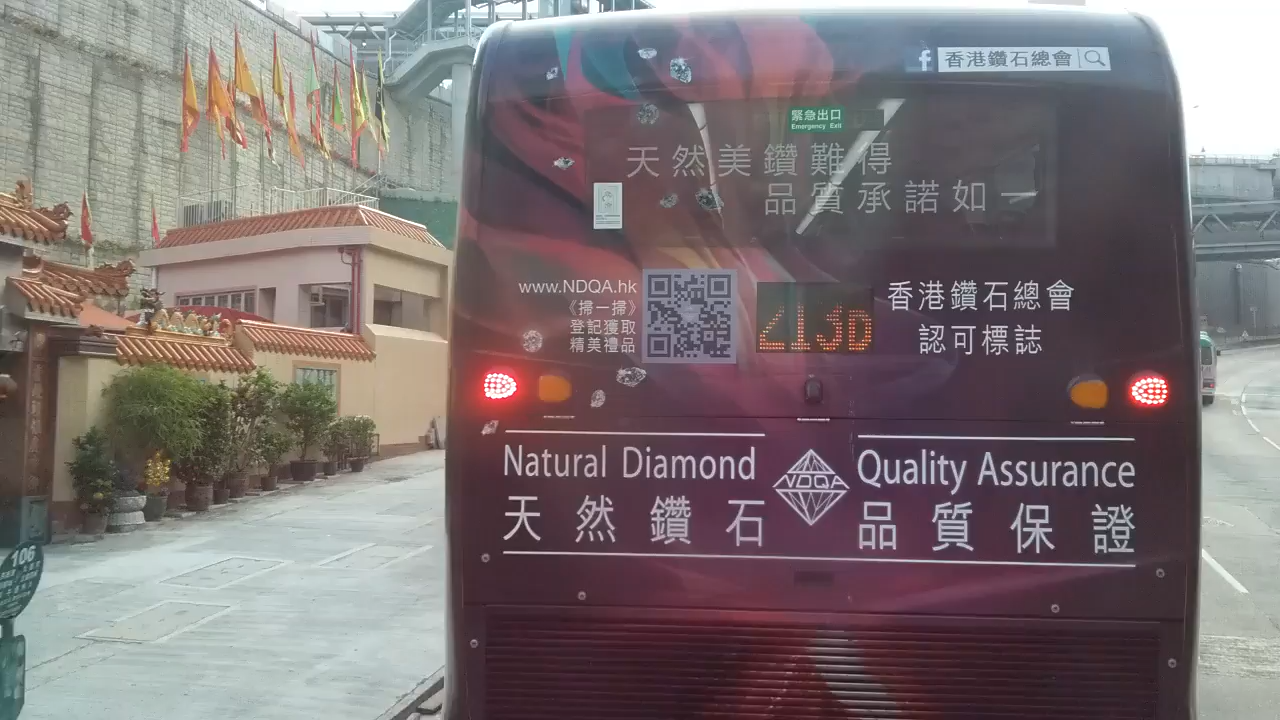 香港鑽石總會
緊急出口
Emergency Exit
天然美鑽難得
品質承諾如一
www.NDQA.hk
《掃一掃》
登記獲取
精美禮品
213D
香港鑽石總會
認可標誌
Natural Diamond
天然鑽石
NDQA
Quality Assurance
品質保證
106